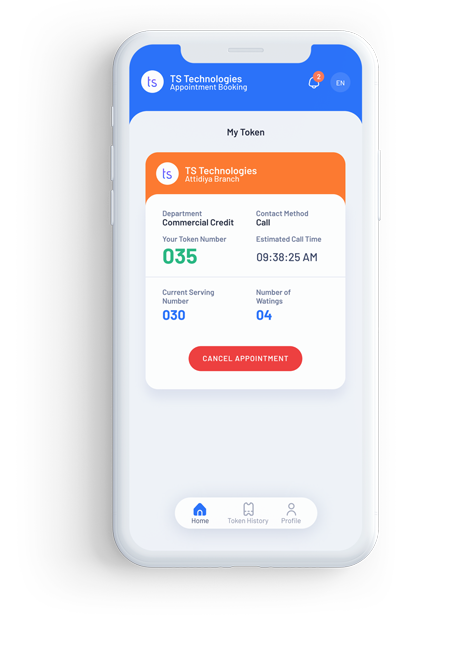 ts
TS Technologies
Appointment Booking
2
EN
My Token
ts
TS Technologies
Attidiya Branch
Department
Commercial Credit
Contact Method
Call
Your Token Number
035
Estimated Call Time
09:38:25 AM
Current Serving
Number
030
Number of
Watings
04
CANCEL APPOINTMENT
Home
Token History
Profile